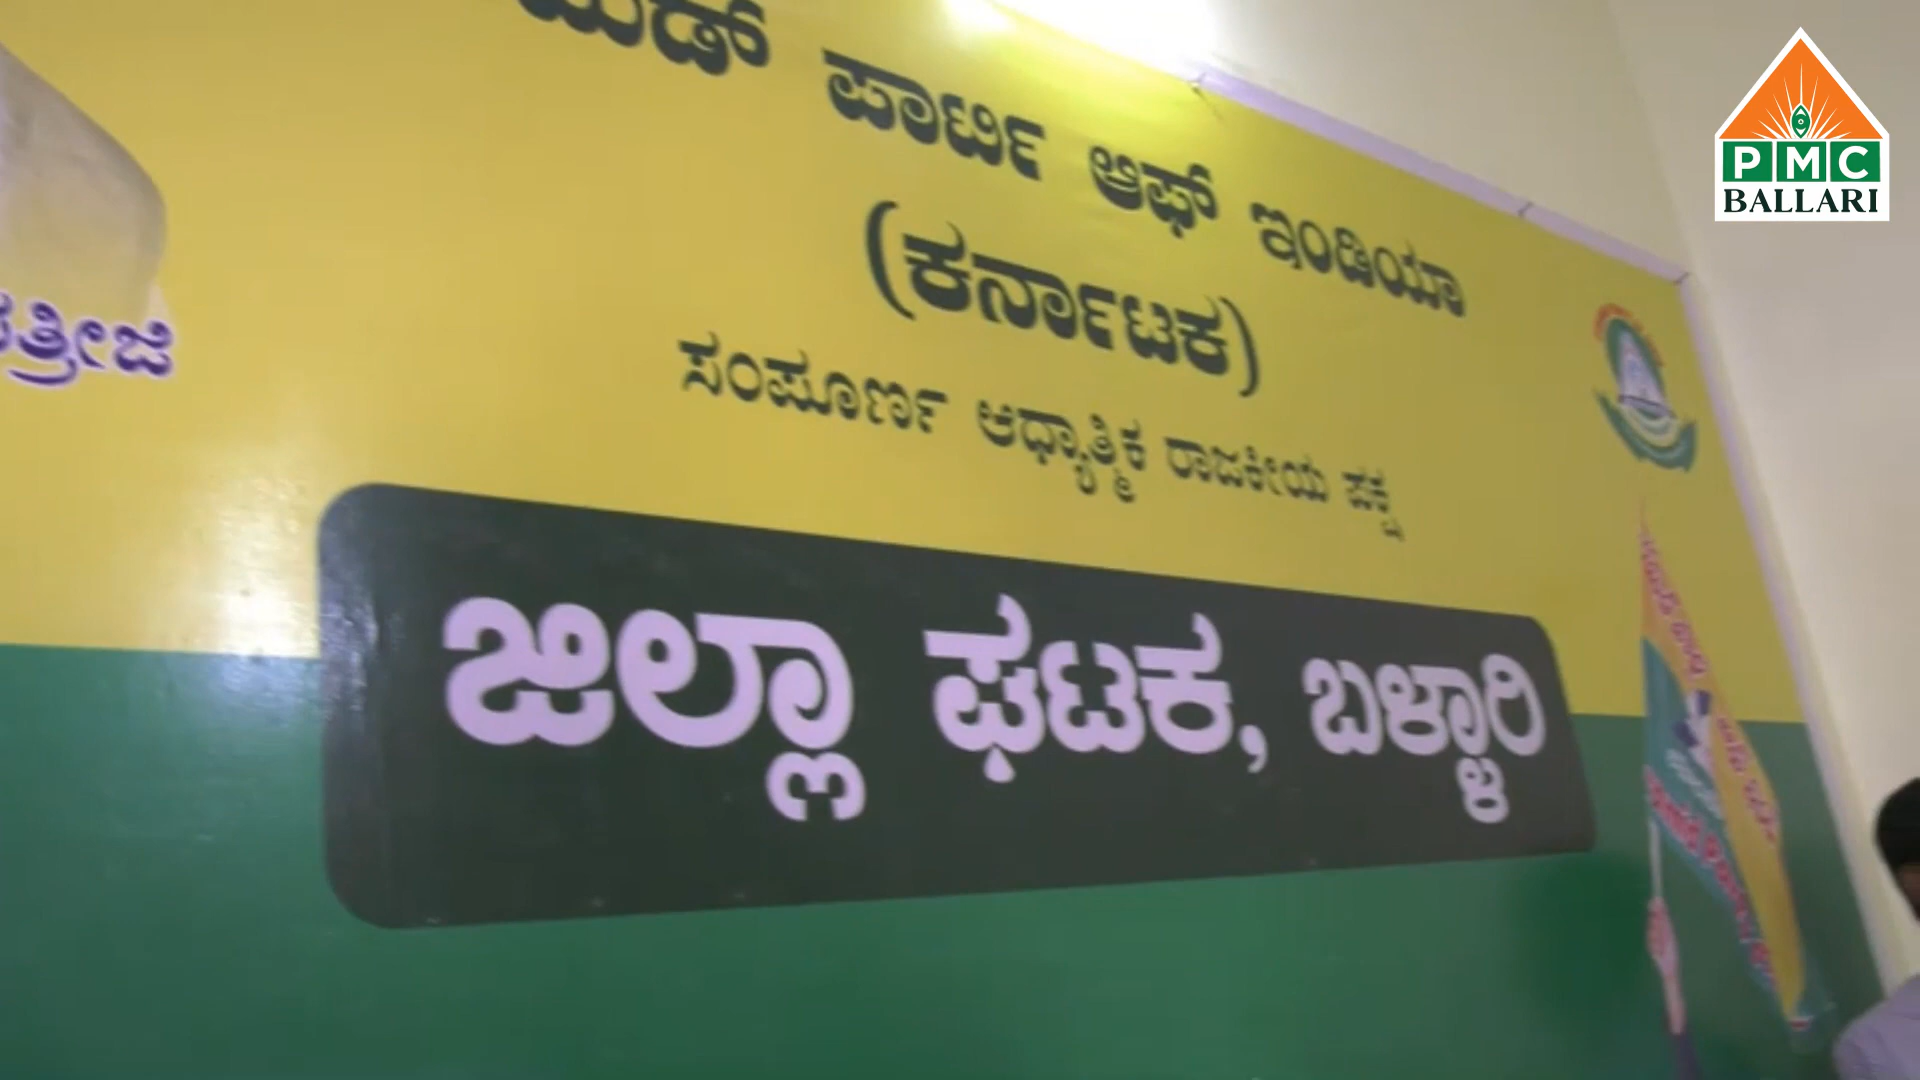 ಪಾರ್ಟಿ ಆಫ್ ಇಂಡಿಯಾ
(ಕರ್ನಾಟಕ)
ಸಂಪೂರ್ಣ ಆಧ್ಯಾತ್ಮಿಕ ರಾಜಕೀಯ ಪಕ್ಷ
ಜಿಲ್ಲಾ ಘಟಕ, ಬಳ್ಳಾರಿ
PMC
BALLARI